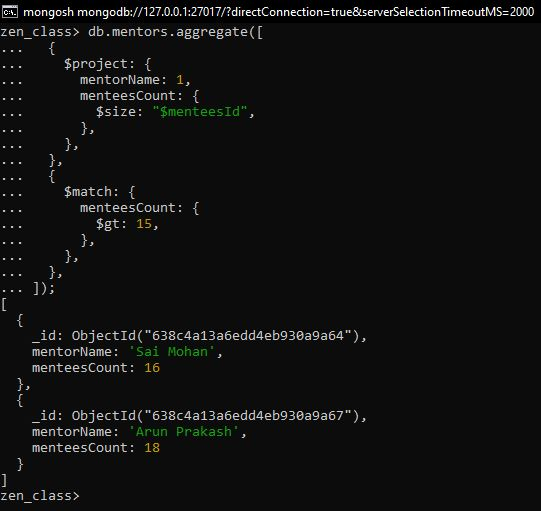 mongosh mongodb://127.0.0.1:27017/?directConnection=true&serverSelectionTimeoutMS=2000
zen_class> db.mentors.aggregate([
...   {
...     $project: {
...       mentorName: 1,
...       menteesCount: {
...         $size: "$menteesId",
...       },
...     },
...   },
...   {
...     $match: {
...       menteesCount: {
...         $gt: 15,
...       },
...     },
...   },
... ]);
[
  {
    _id: ObjectId("638c4a13a6edd4eb930a9a64"),
    mentorName: 'Sai Mohan',
    menteesCount: 16
  },
  {
    _id: ObjectId("638c4a13a6edd4eb930a9a67"),
    mentorName: 'Arun Prakash',
    menteesCount: 18
  }
]
zen_class>